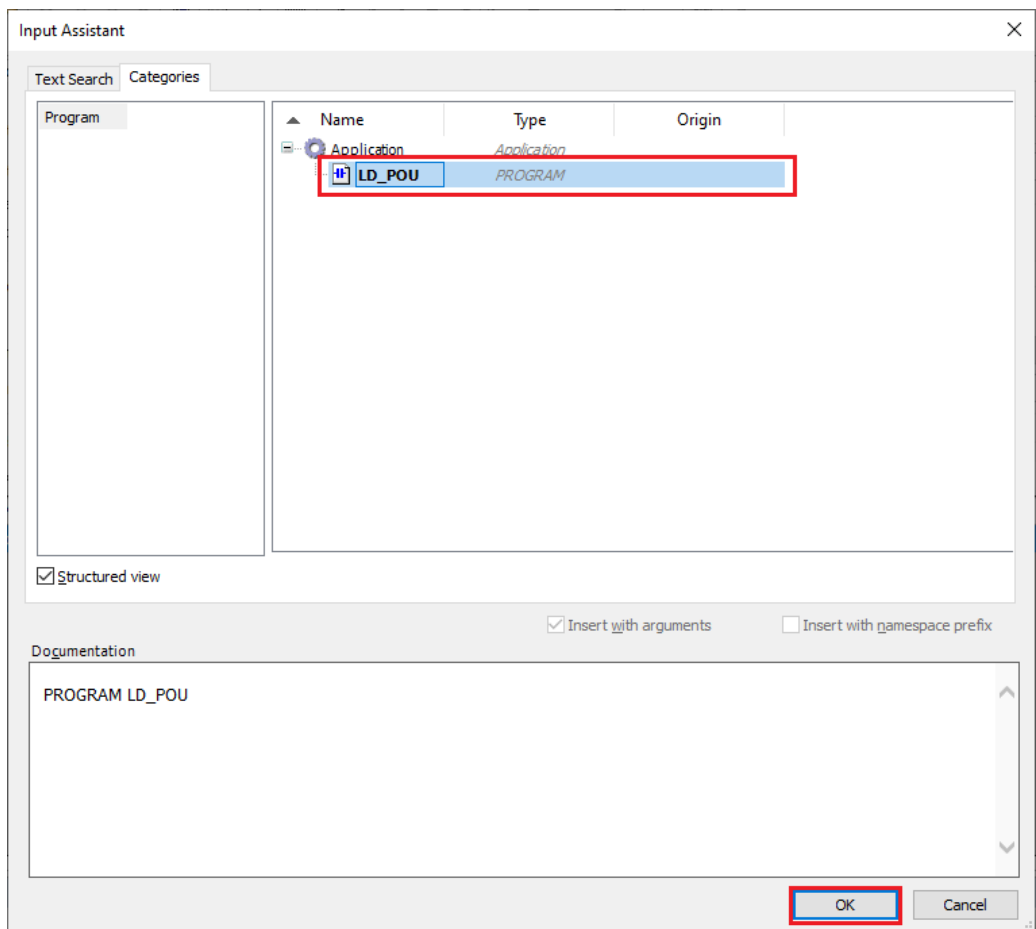 Input Assistant
Text Search Categories
Program
Name Type Origin
Application Application
LD_POU PROGRAM
Structured view
Insert with arguments Insert with namespace prefix
Documentation
PROGRAM LD_POU
OK Cancel